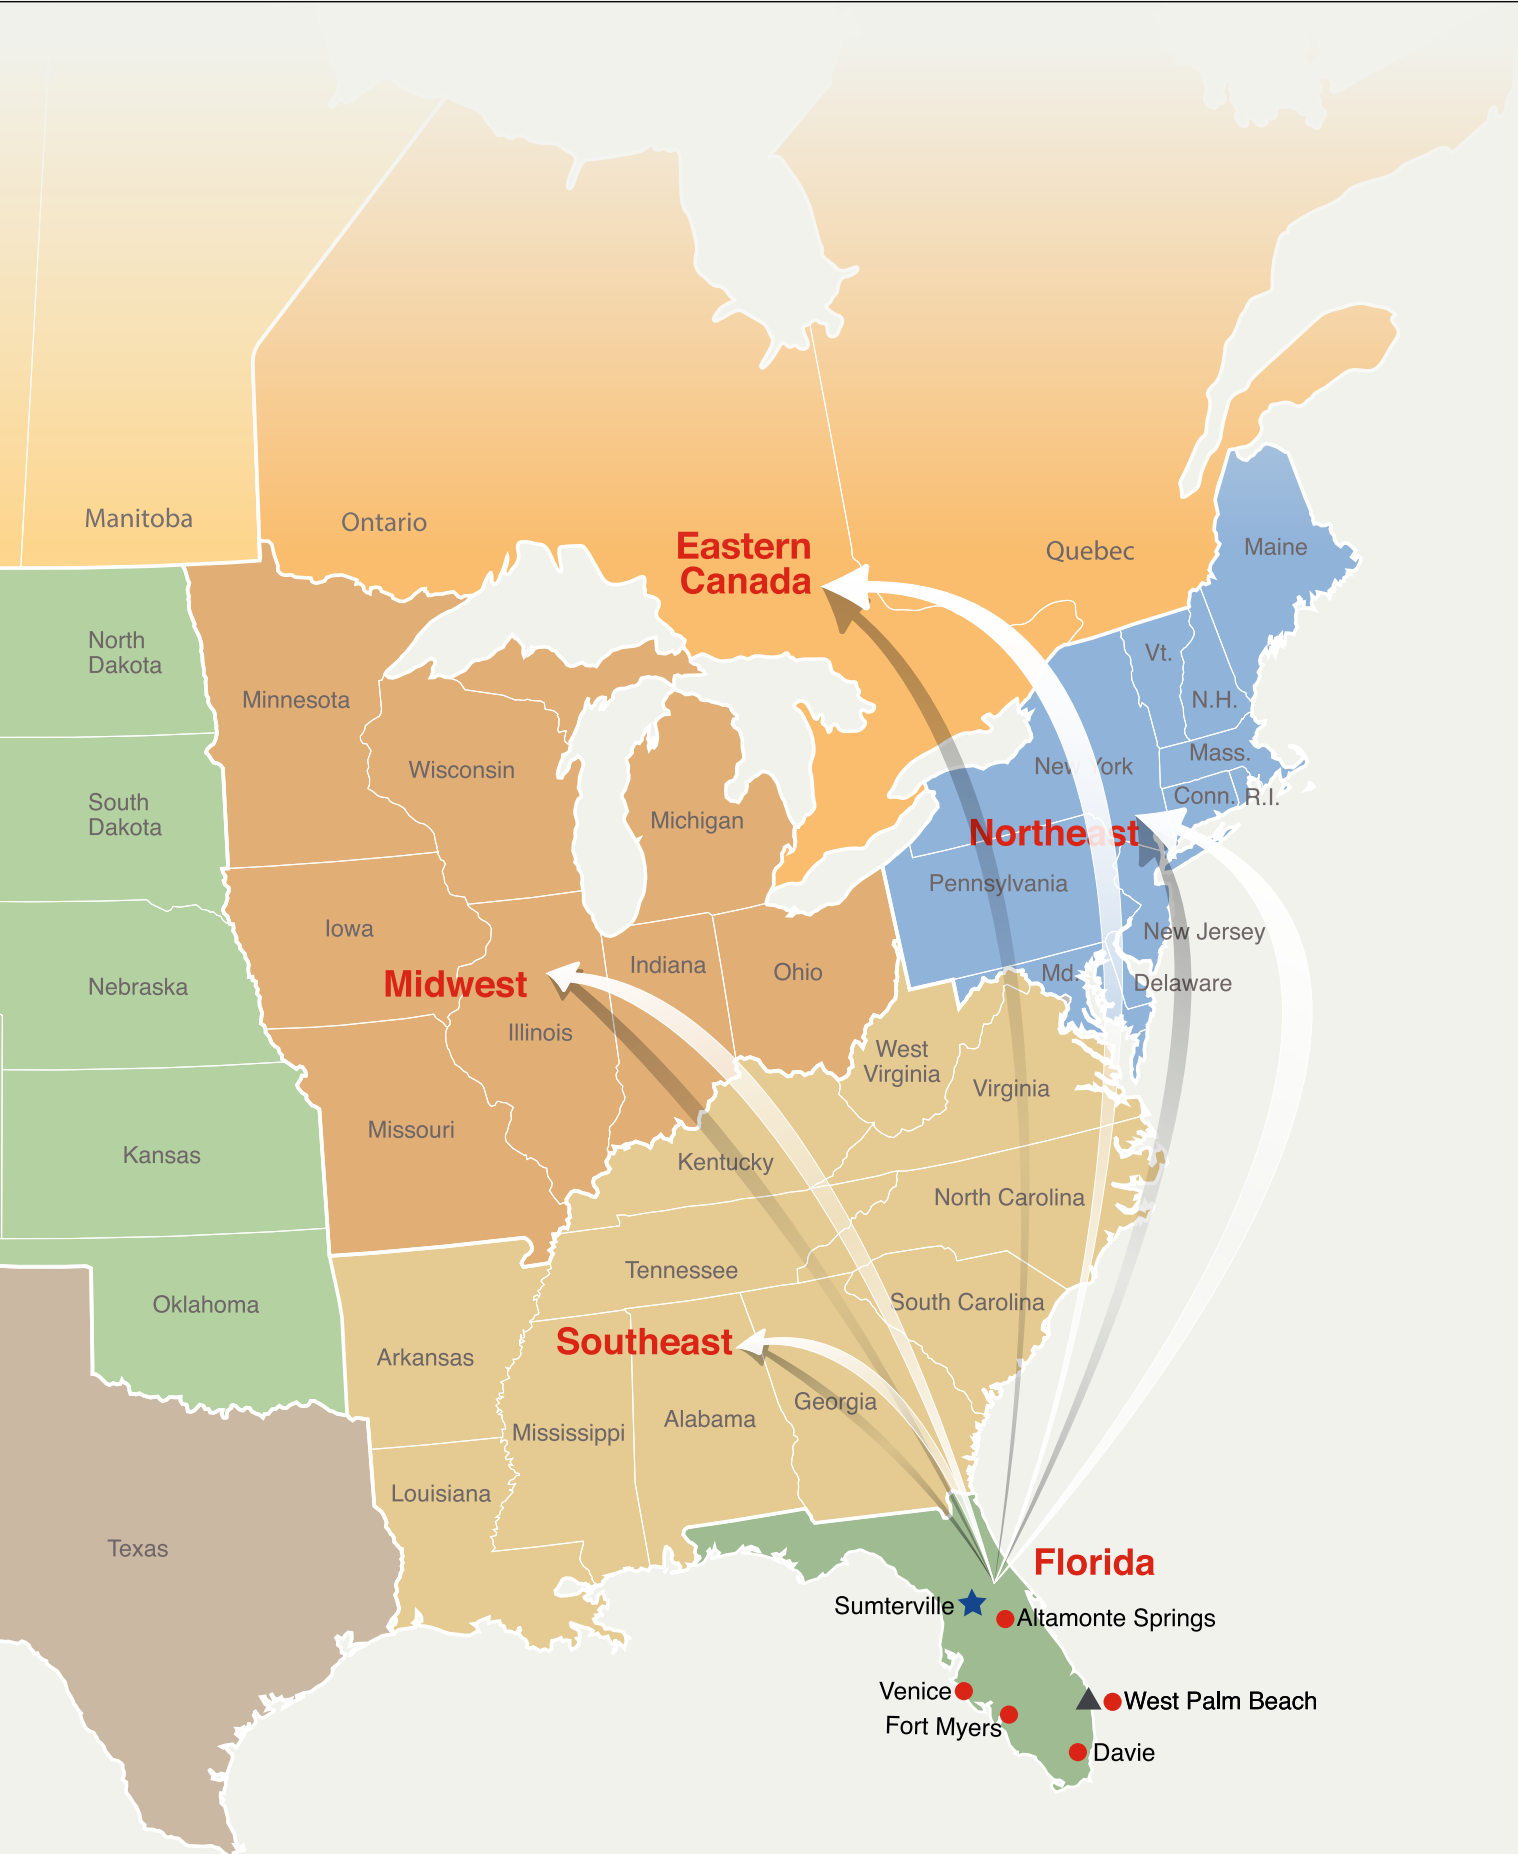 Manitoba
Ontario
Eastern
Canada
Quebec
Maine
North
Dakota
Minnesota
Vt.
N.H.
Wisconsin
New York
Mass.
South
Dakota
Michigan
Conn.
R.I.
Northeast
Pennsylvania
Iowa
New Jersey
Indiana
Ohio
Md.
Delaware
Midwest
Nebraska
Illinois
West
Virginia
Virginia
Missouri
Kansas
Kentucky
North Carolina
Tennessee
Oklahoma
South Carolina
Southeast
Arkansas
Georgia
Alabama
Mississippi
Louisiana
Texas
Florida
Sumterville
Altamonte Springs
Venice
West Palm Beach
Fort Myers
Davie